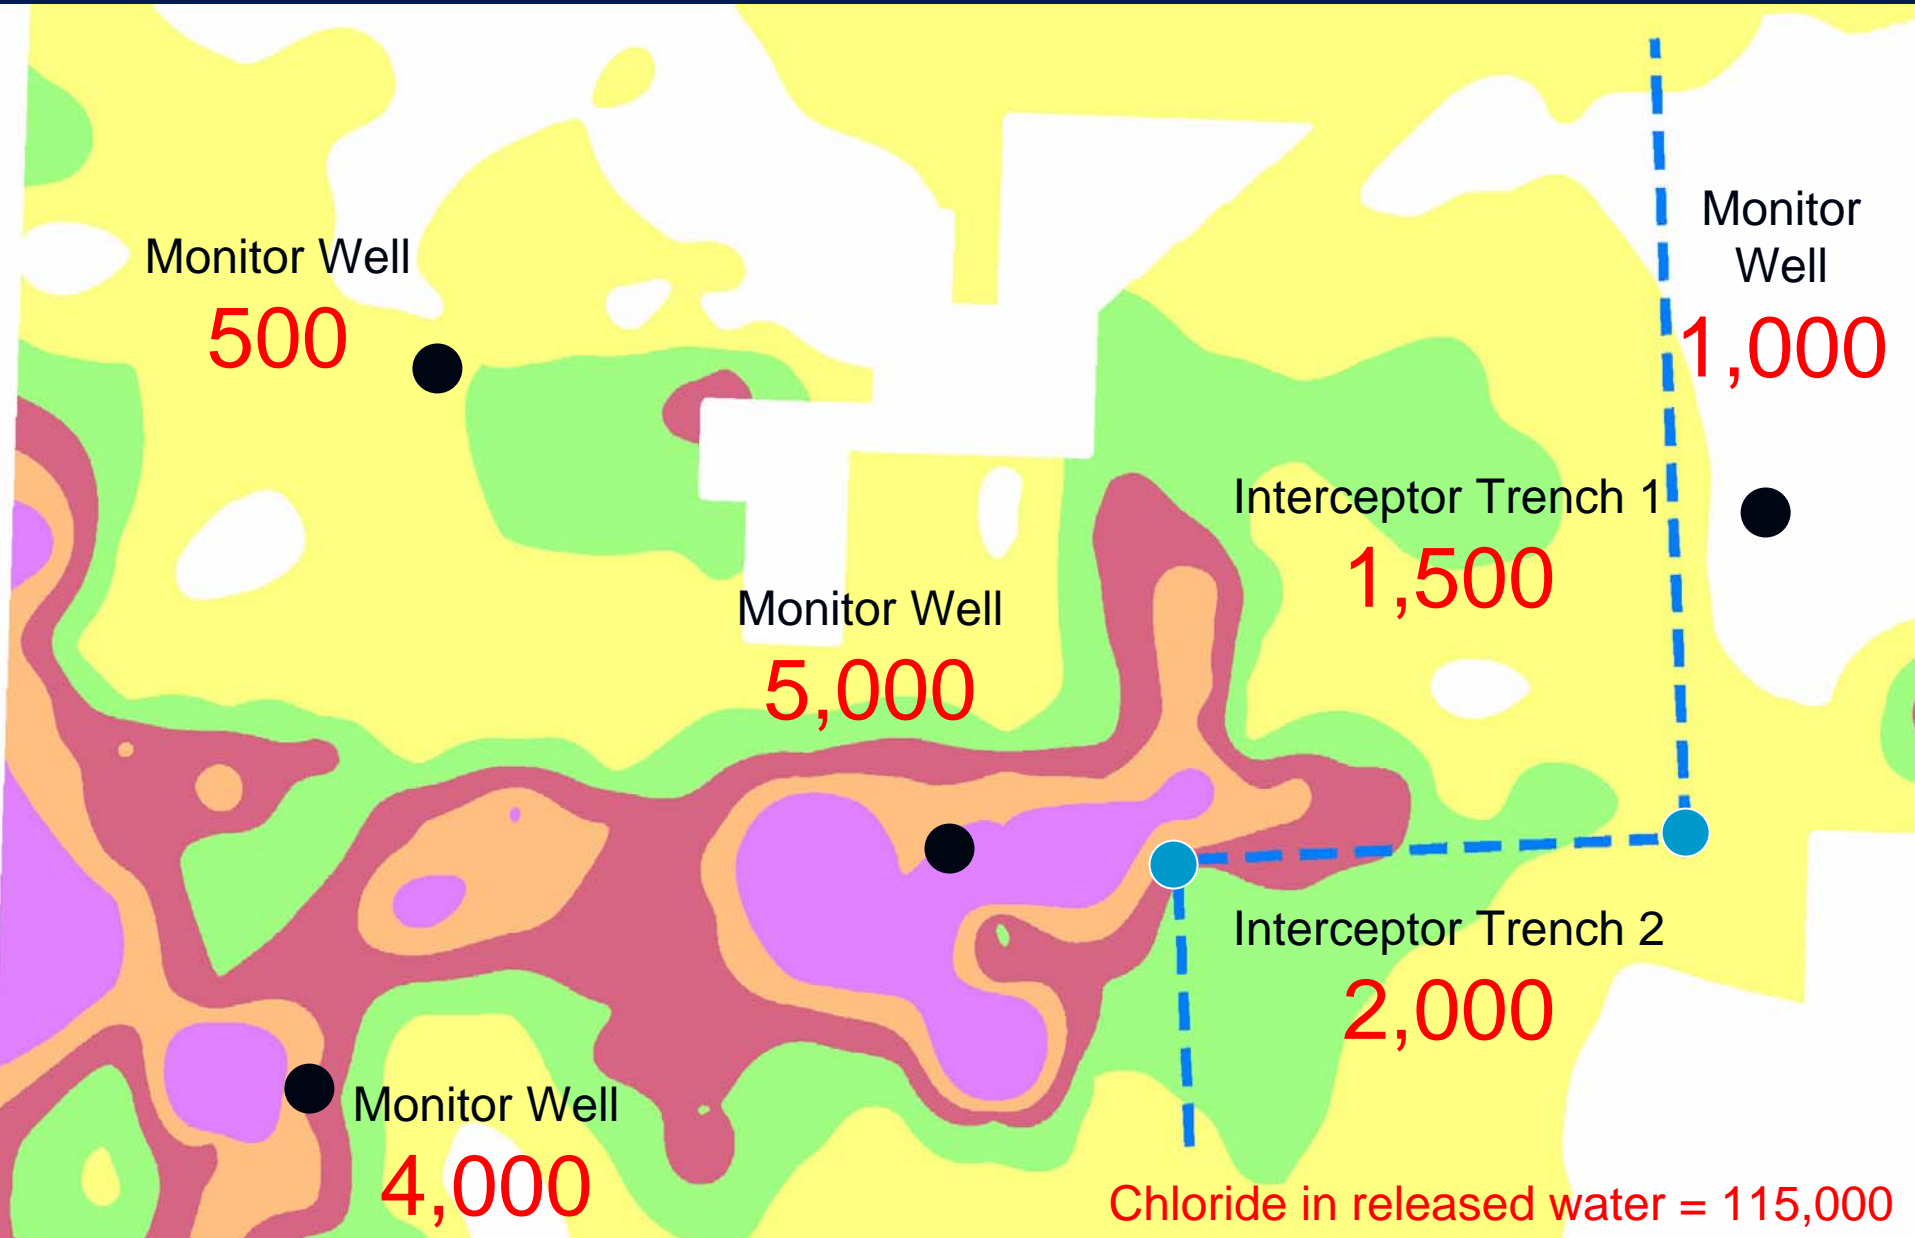 Monitor Well
500
Monitor
Well
1,000
Interceptor Trench 1
1,500
Monitor Well
5,000
Interceptor Trench 2
2,000
Monitor Well
4,000
Chloride in released water = 115,000